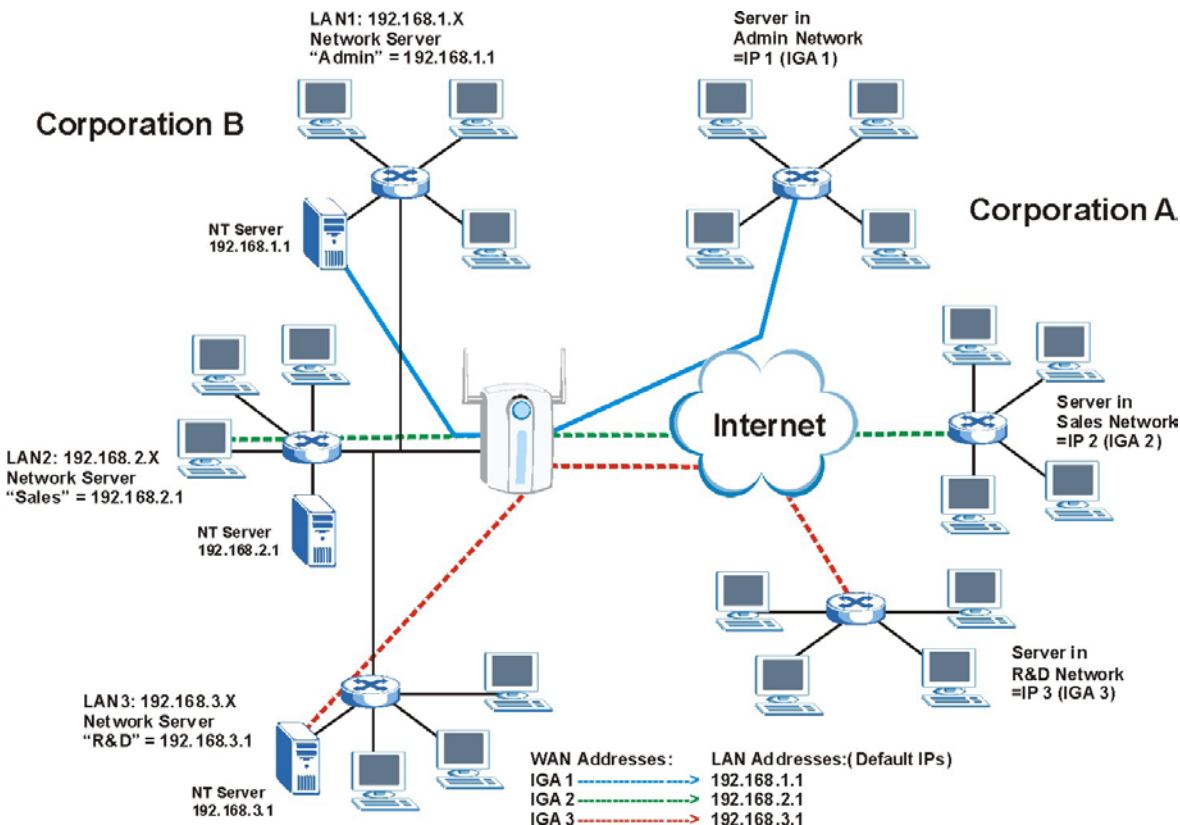 LAN1: 192.168.1.X
Network Server
“Admin” = 192.168.1.1
Server in
Admin Network
=IP 1 (IGA 1)
Corporation B
NT Server
192.168.1.1
Corporation A
Internet
Server in
Sales Network
=IP 2 (IGA 2)
LAN2: 192.168.2.X
Network Server
“Sales” = 192.168.2.1
NT Server
192.168.2.1
Server in
R&D Network
=IP 3 (IGA 3)
LAN3: 192.168.3.X
Network Server
“R&D” = 192.168.3.1
NT Server
192.168.3.1
WAN Addresses: LAN Addresses:(Default IPs)
IGA 1 192.168.1.1
IGA 2 192.168.2.1
IGA 3 192.168.3.1